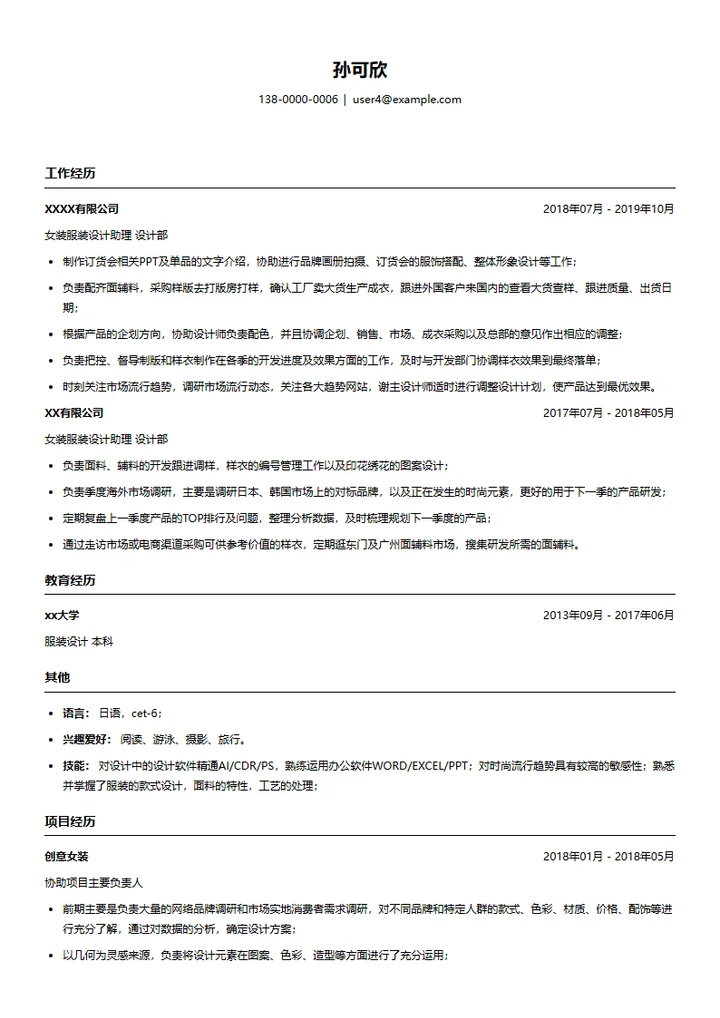 孙可欣
138-0000-0006 | user4@example.com
工作经历
XXXX有限公司 2018年07月 - 2019年10月
女装服装设计助理 设计部
• 制作订货会相关PPT及单品的文字介绍，协助进行品牌画册拍摄、订货会的服饰搭配、整体形象设计等工作；
• 负责配齐面辅料，采购样版去打版房打样，确认工厂卖大货生产成衣，跟进外国客户来国内的查看大货查样、跟进质量、出货日
期；
• 根据产品的企划方向，协助设计师负责配色，并且协调企划、销售、市场、成衣采购以及总部的意见作出相应的调整；
• 负责把控、督导制版和样衣制作在各季的开发进度及效果方面的工作，及时与开发部门协调样衣效果到最终落单；
• 时刻关注市场流行趋势，调研市场流行动态，关注各大趋势网站，谢主设计师适时进行调整设计计划，使产品达到最优效果。
XX有限公司 2017年07月 - 2018年05月
女装服装设计助理 设计部
• 负责面料、辅料的开发跟进调样，样衣的编号管理工作以及印花绣花的图案设计；
• 负责季度海外市场调研，主要是调研日本、韩国市场上的对标品牌，以及正在发生的时尚元素，更好的用于下一季的产品研发；
• 定期复盘上一季度产品的TOP排行及问题，整理分析数据，及时梳理规划下一季度的产品；
• 通过走访市场或电商渠道采购可供参考价值的样衣，定期逛东门及广州面辅料市场，搜集研发所需的面辅料。
教育经历
xx大学 2013年09月 - 2017年06月
服装设计 本科
其他
• 语言： 日语，cet-6；
• 兴趣爱好： 阅读、游泳、摄影、旅行。
• 技能： 对设计中的设计软件精通AI/CDR/PS，熟练运用办公软件WORD/EXCEL/PPT；对时尚流行趋势具有较高的敏感性；熟悉
并掌握了服装的款式设计，面料的特性，工艺的处理；
项目经历
创意女装 2018年01月 - 2018年05月
协助项目主要负责人
• 前期主要是负责大量的网络品牌调研和市场实地消费者需求调研，对不同品牌和特定人群的款式、色彩、材质、价格、配饰等进
行充分了解，通过对数据的分析，确定设计方案；
• 以几何为灵感来源，负责将设计元素在图案、色彩、造型等方面进行了充分运用；